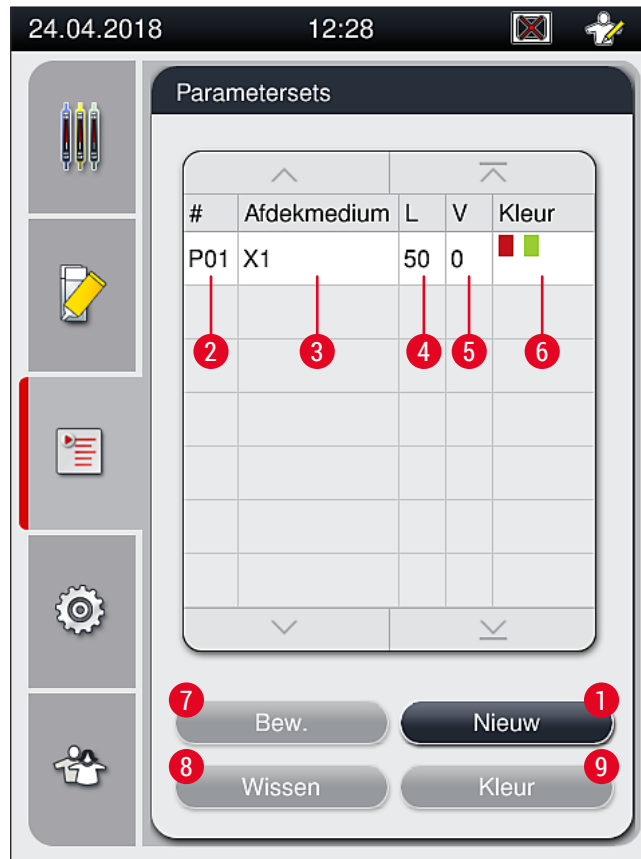 24.04.2018 12:28
Parametersets
# Afdekmedium L V Kleur
P01 X1 50 0
2 3 4 5 6
7 1
Bew. Nieuw
8 9
Wissen Kleur